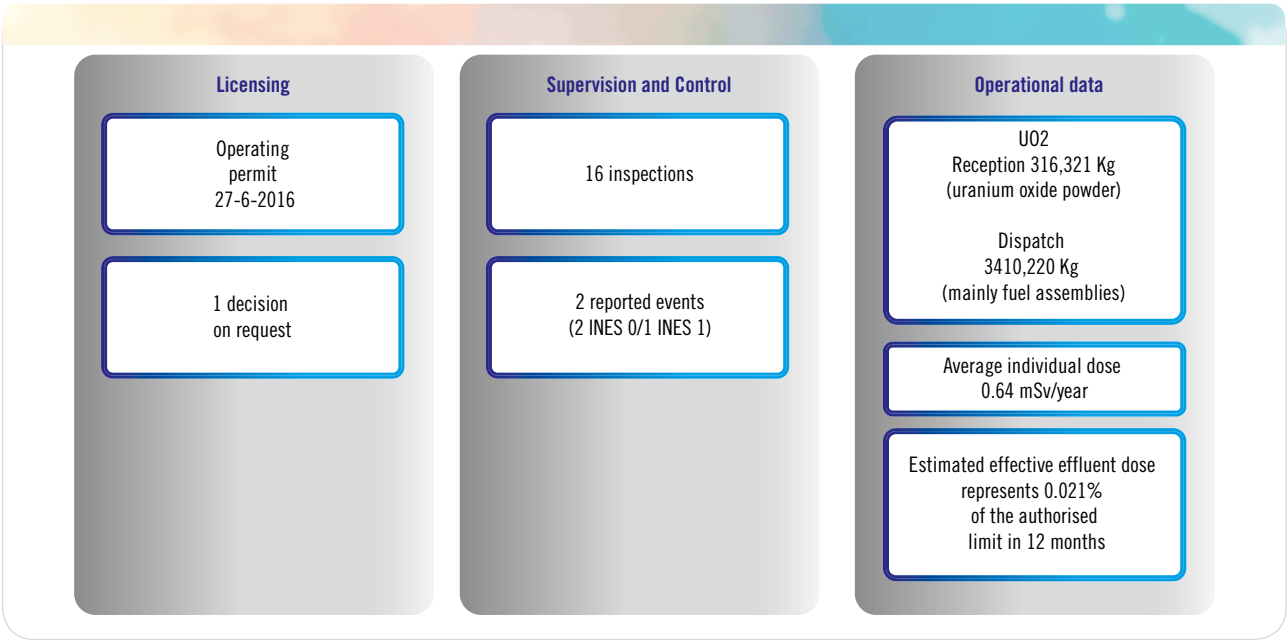 Licensing
Operating
permit
27-6-2016
1 decision
on request
Supervision and Control
16 inspections
2 reported events
(2 INES 0/1 INES 1)
Operational data
UO2
Reception 316,321 Kg
(uranium oxide powder)
Dispatch
3410,220 Kg
(mainly fuel assemblies)
Average individual dose
0.64 mSv/year
Estimated effective effluent dose
represents 0.021%
of the authorised
limit in 12 months